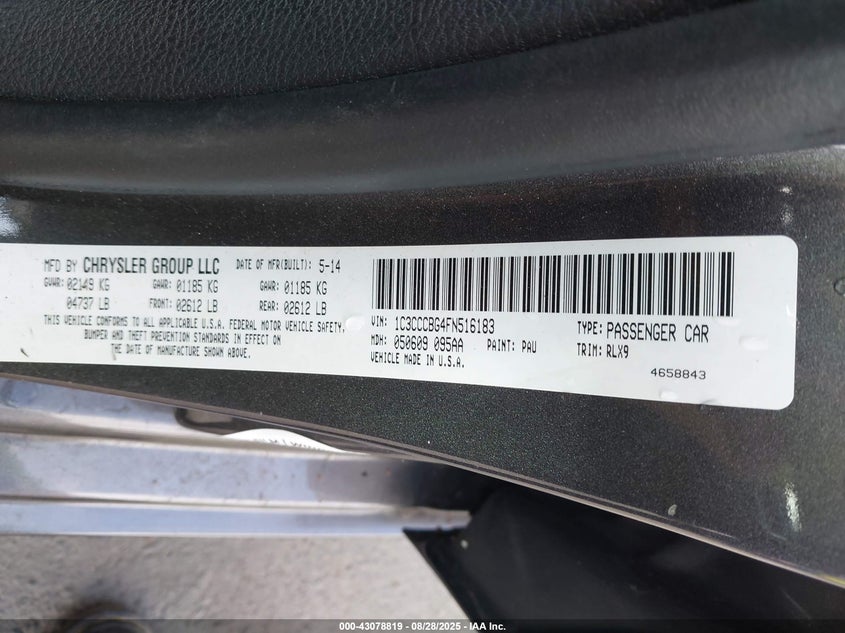 MFD BY CHRYSLER GROUP LLC DATE OF MFR(BUILT): 5-14
GVWR: 02149 KG GAWR: 01185 KG GAWR: 01185 KG
04737 LB FRONT: 02612 LB REAR: 02612 LB
THIS VEHICLE CONFORMS TO ALL APPLICABLE U.S.A. FEDERAL MOTOR VEHICLE SAFETY,
BUMPER AND THEFT PREVENTION STANDARDS IN EFFECT ON
THE DATE OF MANUFACTURE SHOWN ABOVE.
VIN: 1C3CCCBG4FN516183 TYPE: PASSENGER CAR
MDH: 050609 095AA PAINT: PAU TRIM: RLX9
VEHICLE MADE IN U.S.A.
4658843
000-43078819 | 08/28/2025 | IAA Inc.